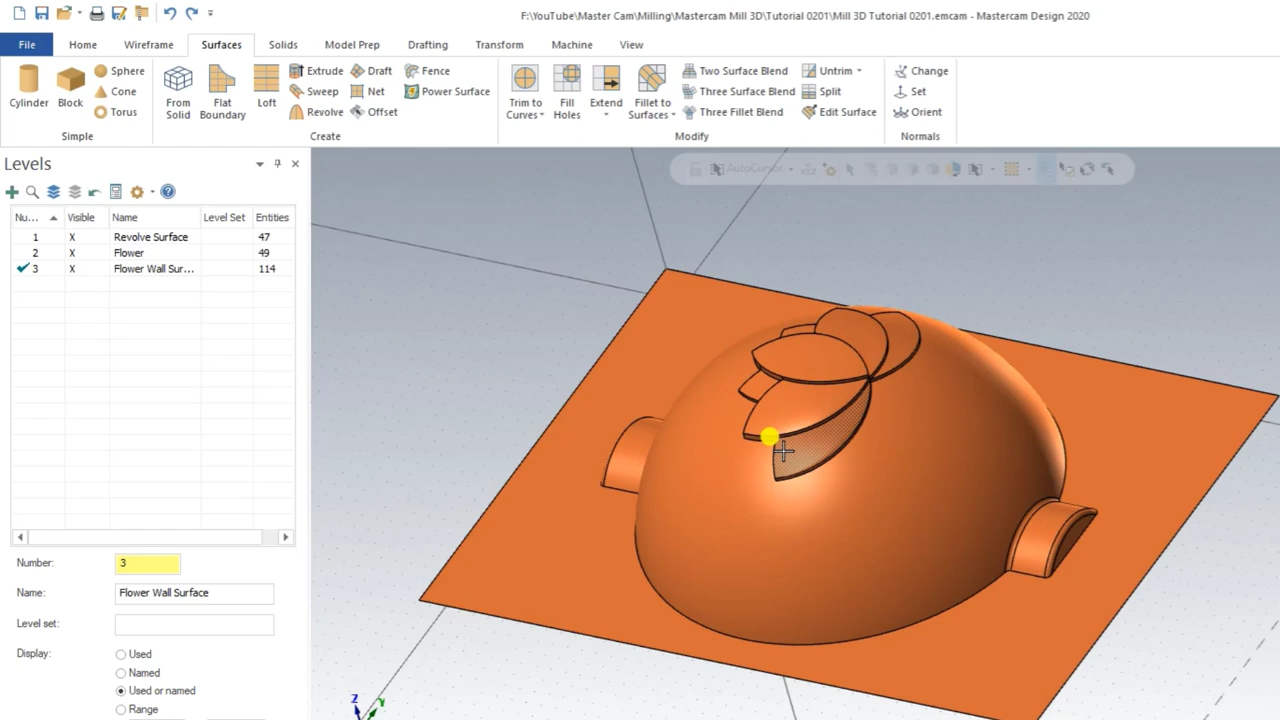 F:\YouTube\Master Cam\Milling\Mastercam Mill 3D\Tutorial 0201\Mill 3D Tutorial 0201.emcam - Mastercam Design 2020
File Home Wireframe Surfaces Solids Model Prep Drafting Transform Machine View
Cylinder
Block
Sphere
Cone
Torus
Simple
From Solid
Flat Boundary
Loft
Extrude Draft Fence
Sweep Net Power Surface
Revolve Offset
Create
Trim to Curves
Fill Holes
Extend
Fillet to Surfaces
Two Surface Blend Untrim
Three Surface Blend Split
Three Fillet Blend Edit Surface
Modify
Change
Set
Orient
Normals
Levels
AutoCursor
Nu... Visible Name Level Set Entities
1 X Revolve Surface 47
2 X Flower 49
3 X Flower Wall Sur... 114
Number: 3
Name: Flower Wall Surface
Level set:
Display: Used
Named
Used or named
Range
Z
Y